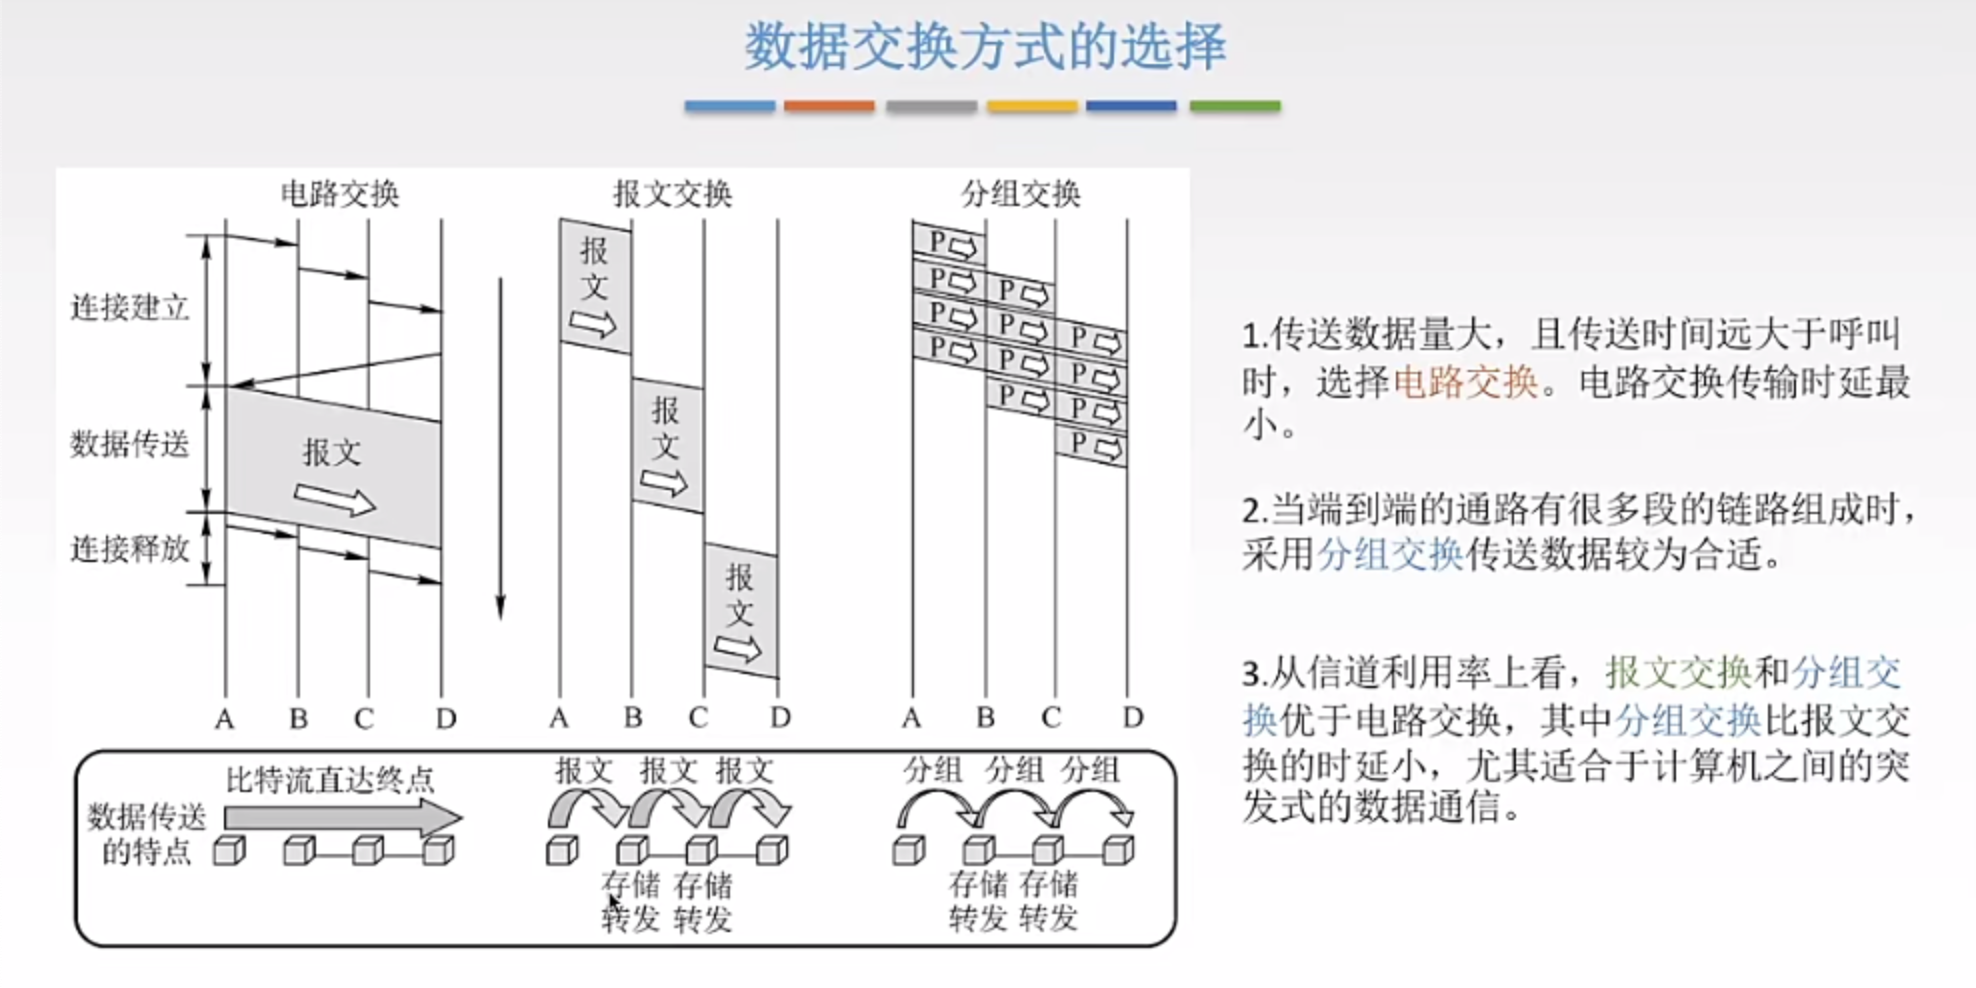 数据交换方式的选择
电路交换
报文交换
分组交换
连接建立
数据传送
连接释放
报文
报
文
报
文
报
文
P
P
P
P
P
P
P
P
P
P
P
P
A B C D
A B C D
A B C D
数据传送
的特点
比特流直达终点
报文 报文 报文
存储 存储
转发 转发
分组 分组 分组
存储 存储
转发 转发
1.传送数据量大，且传送时间远大于呼叫
时，选择电路交换。电路交换传输时延最
小。
2.当端到端的通路有很多段的链路组成时，
采用分组交换传送数据较为合适。
3.从信道利用率上看，报文交换和分组交
换优于电路交换，其中分组交换比报文交
换的时延小，尤其适合于计算机之间的突
发式的数据通信。